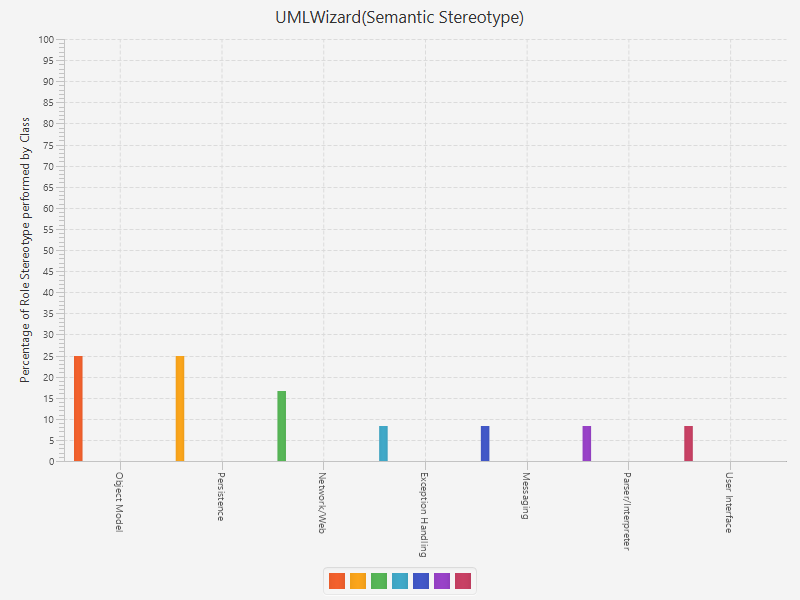 UMLWizard(Semantic Stereotype)
Percentage of Role Stereotype performed by Class
100
95
90
85
80
75
70
65
60
55
50
45
40
35
30
25
20
15
10
5
0
Object Model
Persistence
Network/Web
Exception Handling
Messaging
Parser/Interpreter
User Interface